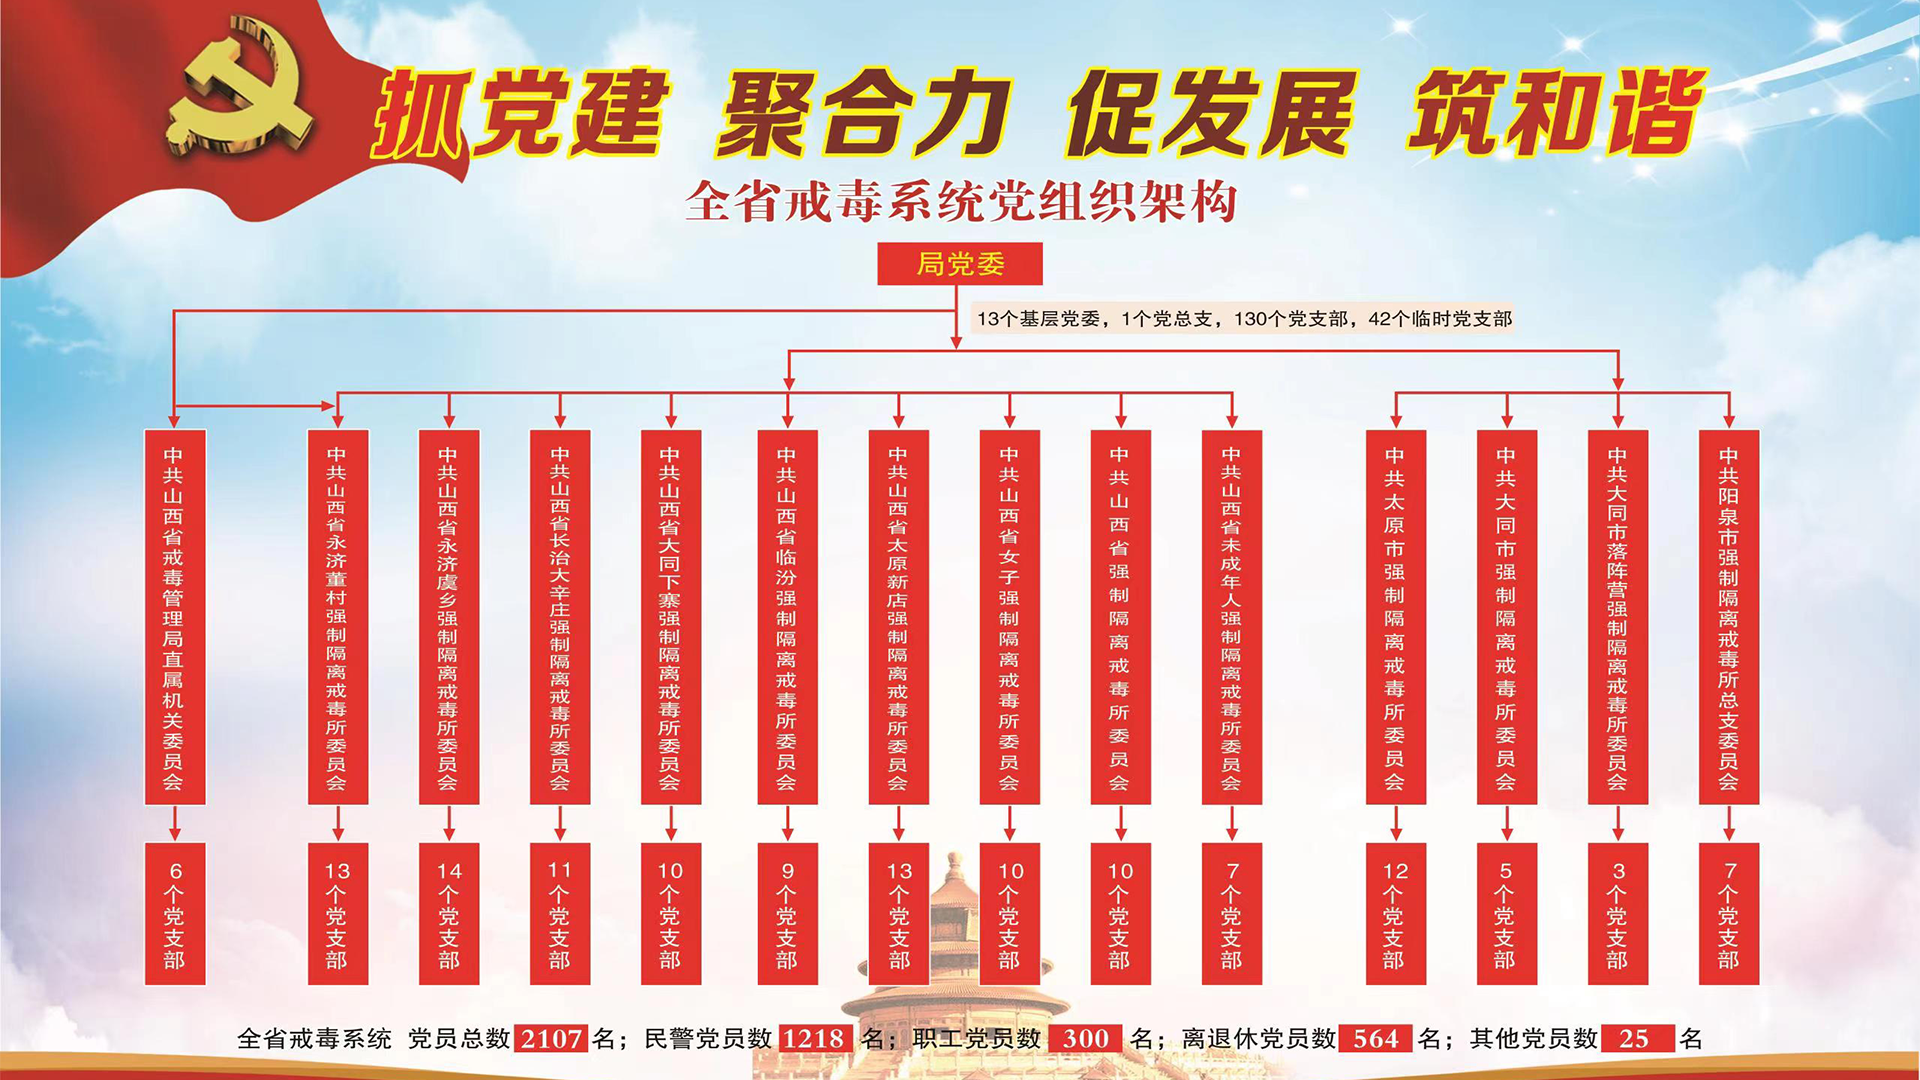 抓党建 聚合力 促发展 筑和谐
全省戒毒系统党组织架构
局党委
13个基层党委，1个党总支，130个党支部，42个临时党支部
中共山西省戒毒管理局直属机关委员会
中共山西省永济董村强制隔离戒毒所委员会
中共山西省永济虞乡强制隔离戒毒所委员会
中共山西省长治大辛庄强制隔离戒毒所委员会
中共山西省大同下寨强制隔离戒毒所委员会
中共山西省临汾强制隔离戒毒所委员会
中共山西省太原新店强制隔离戒毒所委员会
中共山西省女子强制隔离戒毒所委员会
中共山西省强制隔离戒毒所委员会
中共山西省未成年人强制隔离戒毒所委员会
中共太原市强制隔离戒毒所委员会
中共大同市强制隔离戒毒所委员会
中共大同市落阵营强制隔离戒毒所委员会
中共阳泉市强制隔离戒毒所总支委员会
6个党支部
13个党支部
14个党支部
11个党支部
10个党支部
9个党支部
13个党支部
10个党支部
10个党支部
7个党支部
12个党支部
5个党支部
3个党支部
7个党支部
全省戒毒系统 党员总数2107名；民警党员数1218名；职工党员数300名；离退休党员数564名；其他党员数25名